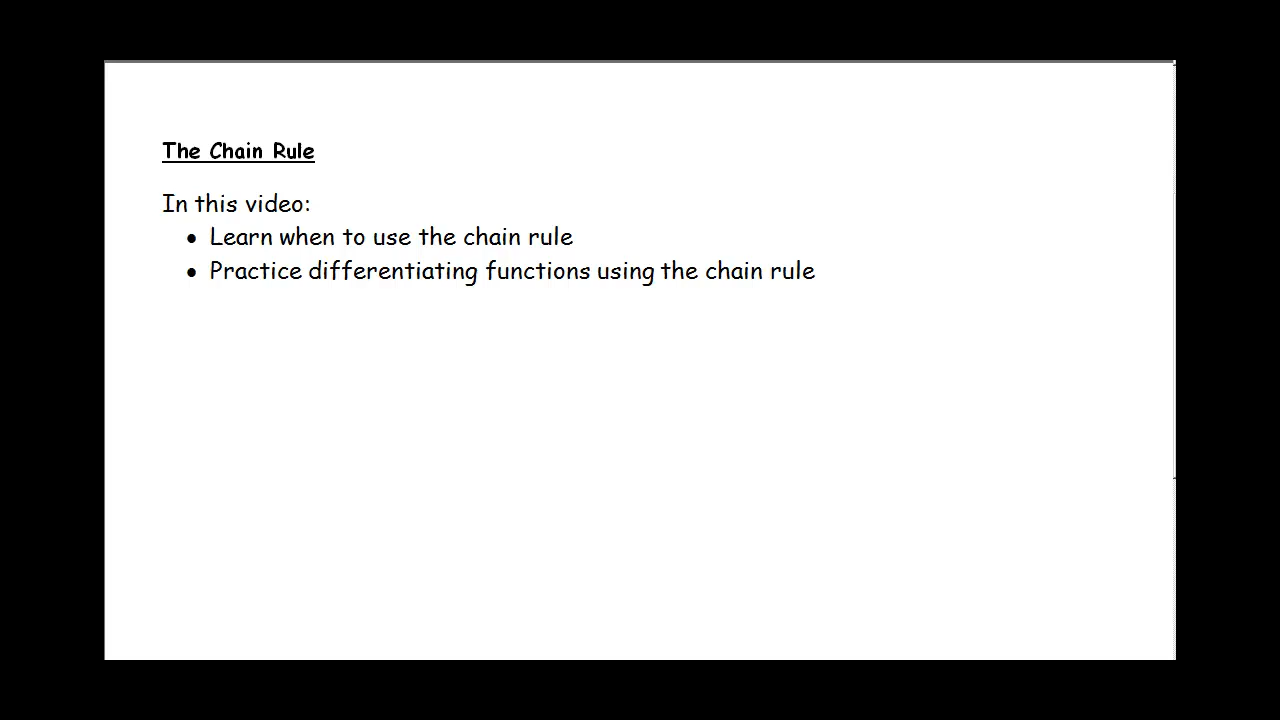 The Chain Rule
In this video:
• Learn when to use the chain rule
• Practice differentiating functions using the chain rule